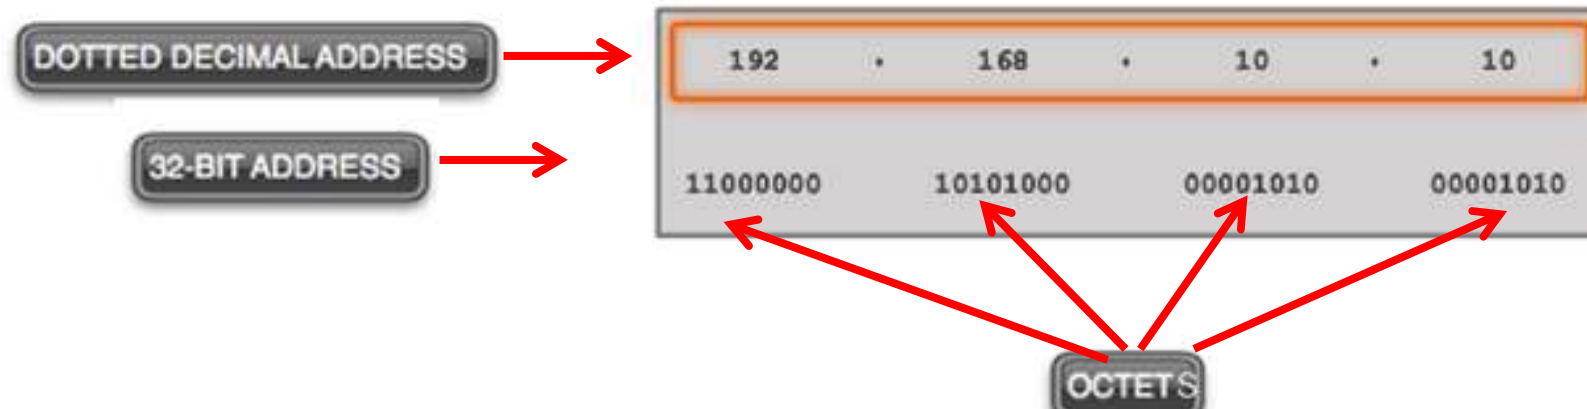 DOTTED DECIMAL ADDRESS
192 . 168 . 10 . 10
32-BIT ADDRESS
11000000 10101000 00001010 00001010
OCTETS